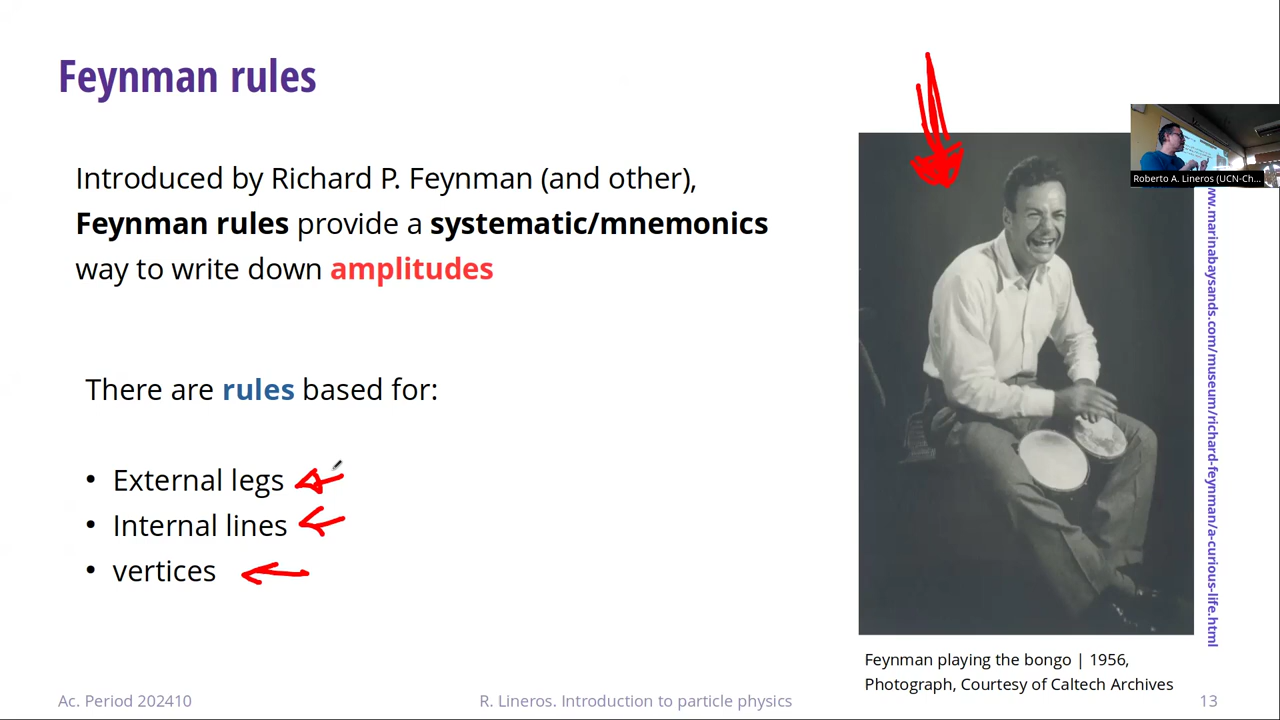 Feynman rules
Introduced by Richard P. Feynman (and other),
Feynman rules provide a systematic/mnemonics
way to write down amplitudes
There are rules based for:
• External legs
• Internal lines
• vertices
Roberto A. Lineros (UCN-Ch...
ww.marinabaysands.com/museum/richard-feynman/a-curious-life.html
Feynman playing the bongo | 1956,
Photograph, Courtesy of Caltech Archives
Ac. Period 202410
R. Lineros. Introduction to particle physics
13